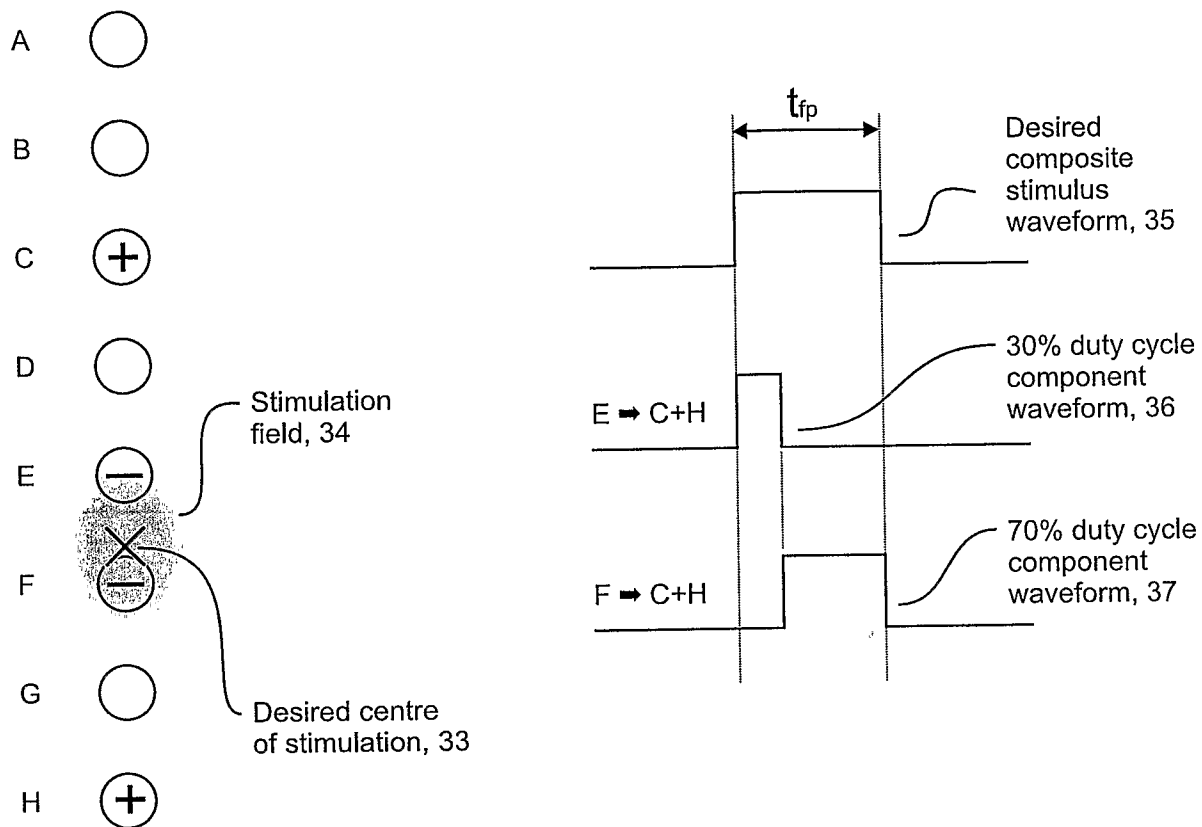 A
B
C
+
D
E
−
F
−
G
H
+
Stimulation
field, 34
Desired centre
of stimulation, 33
tfp
Desired
composite
stimulus
waveform, 35
E ➡ C+H
30% duty cycle
component
waveform, 36
F ➡ C+H
70% duty cycle
component
waveform, 37